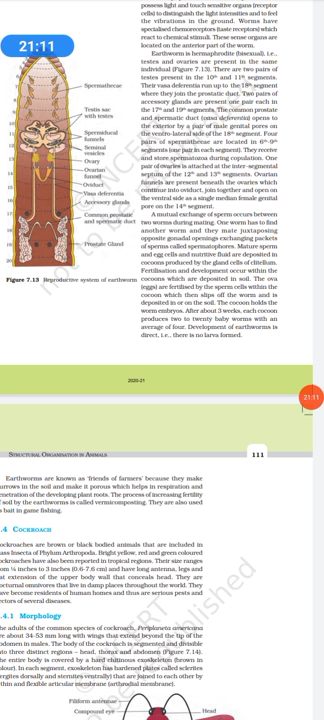 possess light and touch sensitive organs (receptor
cells) to distinguish the light intensities and to feel
the vibrations in the ground. Worms have
specialised chemoreceptors (taste receptors) which
react to chemical stimuli. These sense organs are
located on the anterior part of the worm.
Earthworm is hermaphrodite (bisexual), i.e.,
testes and ovaries are present in the same
individual (Figure 7.13). There are two pairs of
testes present in the 10th and 11th segments.
Their vasa deferentia run up to the 18th segment
where they join the prostatic duct. Two pairs of
accessory glands are present one pair each in
the 17th and 19th segments. The common prostate
and spermatic duct (vasa deferentia) opens to
the exterior by a pair of male genital pores on
the ventro-lateral side of the 18th segment. Four
pairs of spermathecae are located in 6th-9th
segments (one pair in each segment). They receive
and store spermatozoa during copulation. One
pair of ovaries is attached at the inter-segmental
septum of the 12th and 13th segments. Ovarian
funnels are present beneath the ovaries which
continue into oviduct, join together and open on
the ventral side as a single median female genital
pore on the 14th segment.
A mutual exchange of sperm occurs between
two worms during mating. One worm has to find
another worm and they mate juxtaposing
opposite gonadal openings exchanging packets
of sperms called spermatophores. Mature sperm
and egg cells and nutritive fluid are deposited in
cocoons produced by the gland cells of clitellum.
Fertilisation and development occur within the
cocoons which are deposited in soil. The ova
(eggs) are fertilised by the sperm cells within the
cocoon which then slips off the worm and is
deposited in or on the soil. The cocoon holds the
worm embryos. After about 3 weeks, each cocoon
produces two to twenty baby worms with an
average of four. Development of earthworms is
direct, i.e., there is no larva formed.
21:11
Spermathecae
Testis sac
with testes
Spermiducal
funnels
Seminal
vesicles
Ovary
Ovarian
funnel
Oviduct
Vasa deferentia
Accessory glands
Common prostatic
and spermatic duct
Prostate Gland
9
10
11
12
13
14
15
16
17
18
19
20
Figure 7.13 Reproductive system of earthworm
2020-21
21:11
STRUCTURAL ORGANISATION IN ANIMALS
111
Earthworms are known as 'friends of farmers' because they make
urrows in the soil and make it porous which helps in respiration and
enetration of the developing plant roots. The process of increasing fertility
f soil by the earthworms is called vermicomposting. They are also used
s bait in game fishing.
.4 COCKROACH
ockroaches are brown or black bodied animals that are included in
lass Insecta of Phylum Arthropoda. Bright yellow, red and green coloured
ockroaches have also been reported in tropical regions. Their size ranges
om ¼ inches to 3 inches (0.6-7.6 cm) and have long antenna, legs and
at extension of the upper body wall that conceals head. They are
octurnal omnivores that live in damp places throughout the world. They
ave become residents of human homes and thus are serious pests and
ectors of several diseases.
.4.1 Morphology
he adults of the common species of cockroach, Periplaneta americana
re about 34-53 mm long with wings that extend beyond the tip of the
bdomen in males. The body of the cockroach is segmented and divisible
nto three distinct regions – head, thorax and abdomen (Figure 7.14).
he entire body is covered by a hard chitinous exoskeleton (brown in
olour). In each segment, exoskeleton has hardened plates called sclerites
ergites dorsally and sternites ventrally) that are joined to each other by
thin and flexible articular membrane (arthrodial membrane).
Filiform antennae
Compound eye
Head